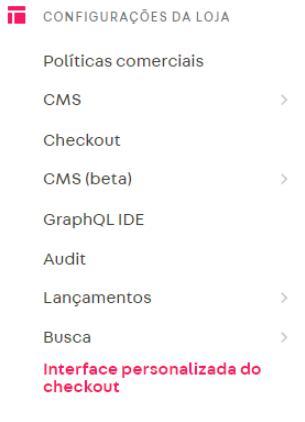 CONFIGURAÇÕES DA LOJA
Políticas comerciais
CMS
Checkout
CMS (beta)
GraphQL IDE
Audit
Lançamentos
Busca
Interface personalizada do
checkout